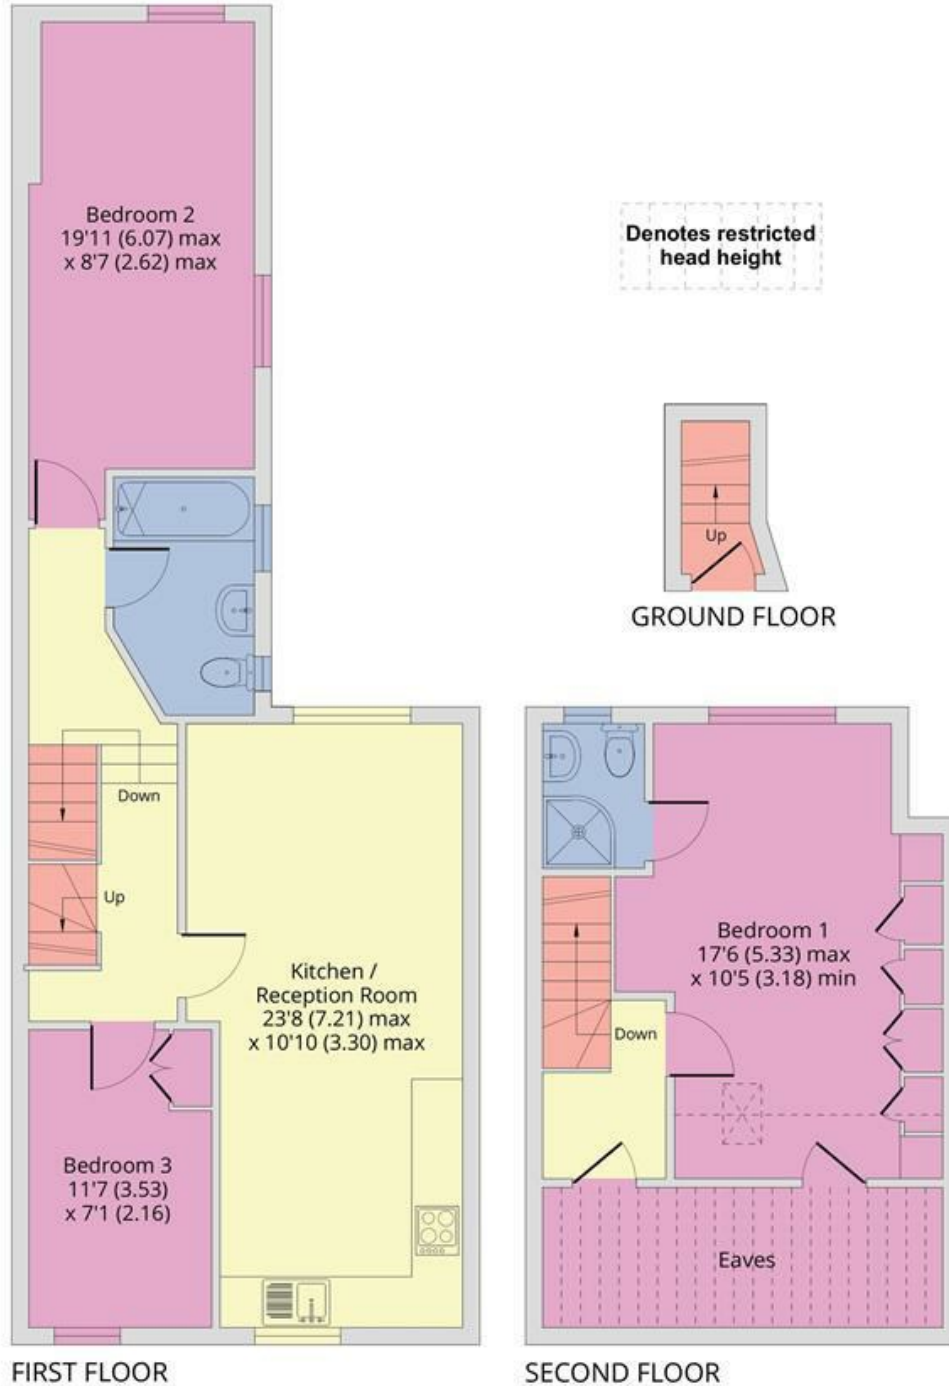 Bedroom 2
19'11 (6.07) max
x 8'7 (2.62) max
Denotes restricted
head height
Up
GROUND FLOOR
Down
Up
Kitchen /
Reception Room
23'8 (7.21) max
x 10'10 (3.30) max
Bedroom 3
11'7 (3.53)
x 7'1 (2.16)
FIRST FLOOR
Bedroom 1
17'6 (5.33) max
x 10'5 (3.18) min
Down
Eaves
SECOND FLOOR